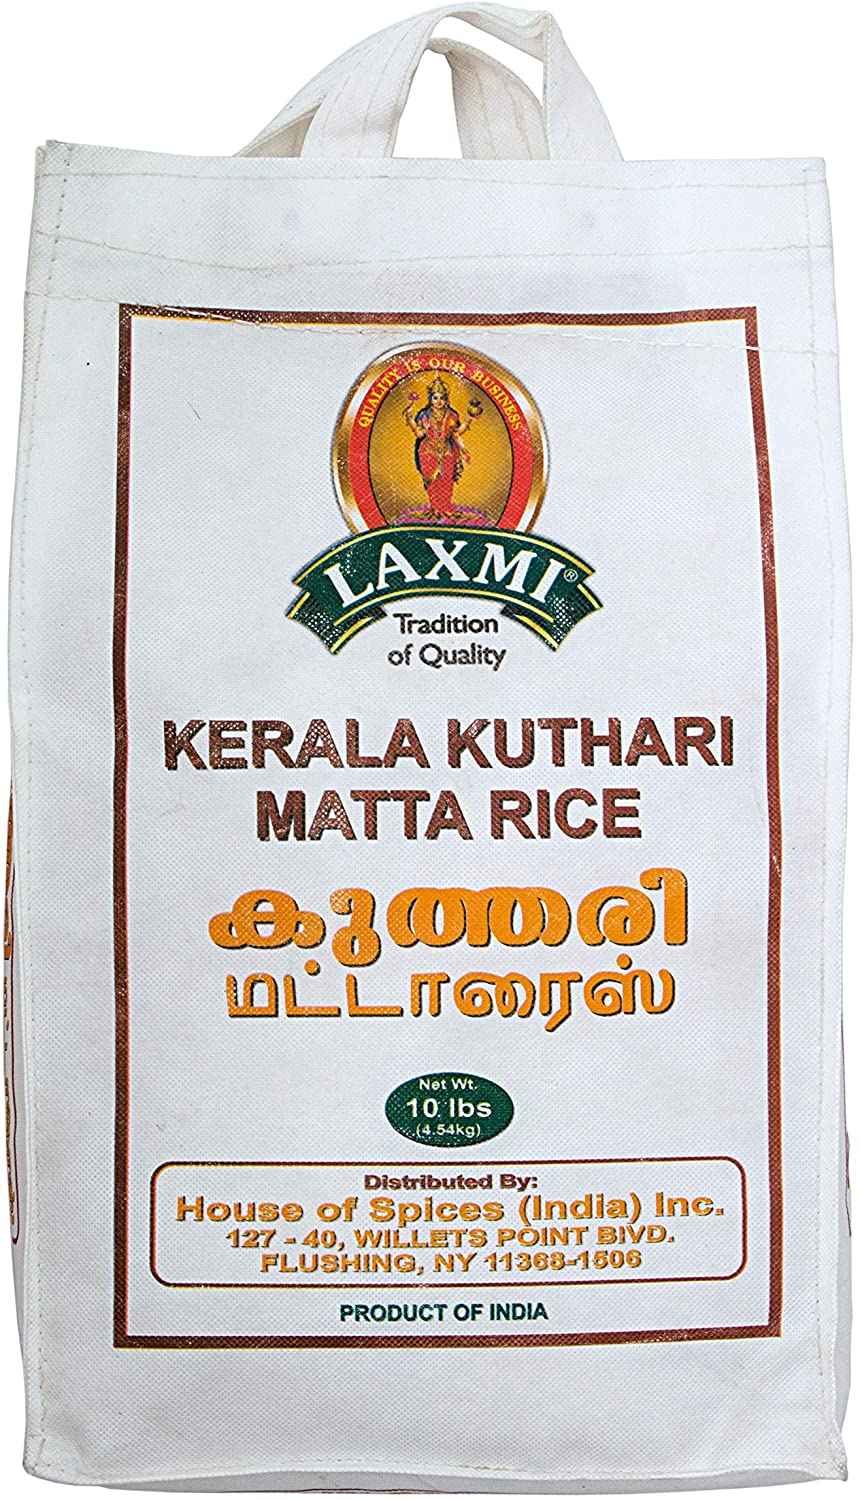 QUALITY IS OUR BUSINESS
LAXMI®
Tradition
of Quality
KERALA KUTHARI
MATTA RICE
കുത്തരി
மட்டாரைஸ்
Net Wt.
10 lbs
(4.54kg)
Distributed By:
House of Spices (India) Inc.
127 - 40, WILLETS POINT BlVD.
FLUSHING, NY 11368-1506
PRODUCT OF INDIA